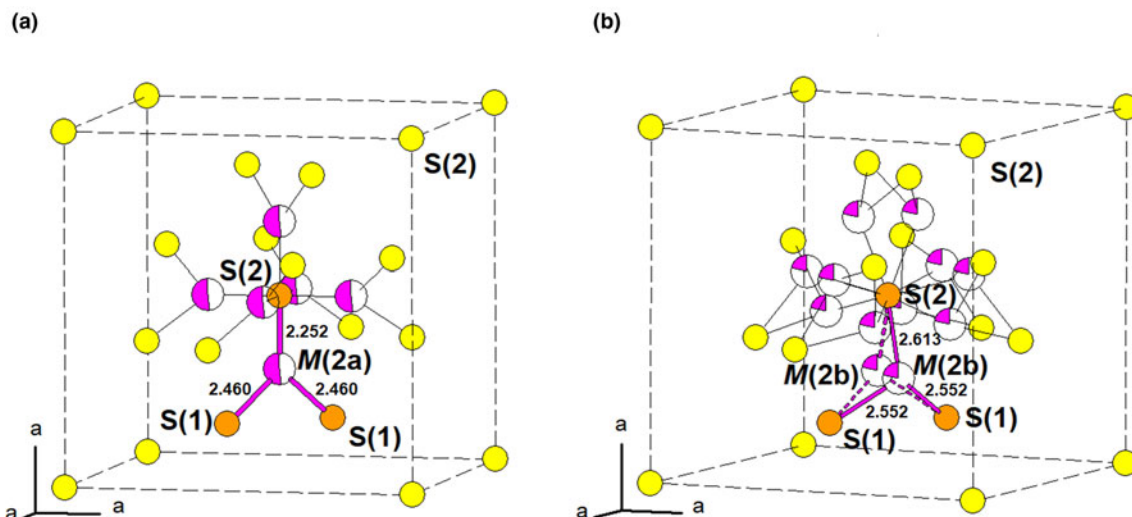 (a)
S(2)
S(2)
2.252
M(2a)
2.460
2.460
S(1)
S(1)
a
a
a
(b)
S(2)
S(2)
2.613
M(2b)
M(2b)
2.552
2.552
S(1)
S(1)
a
a
a